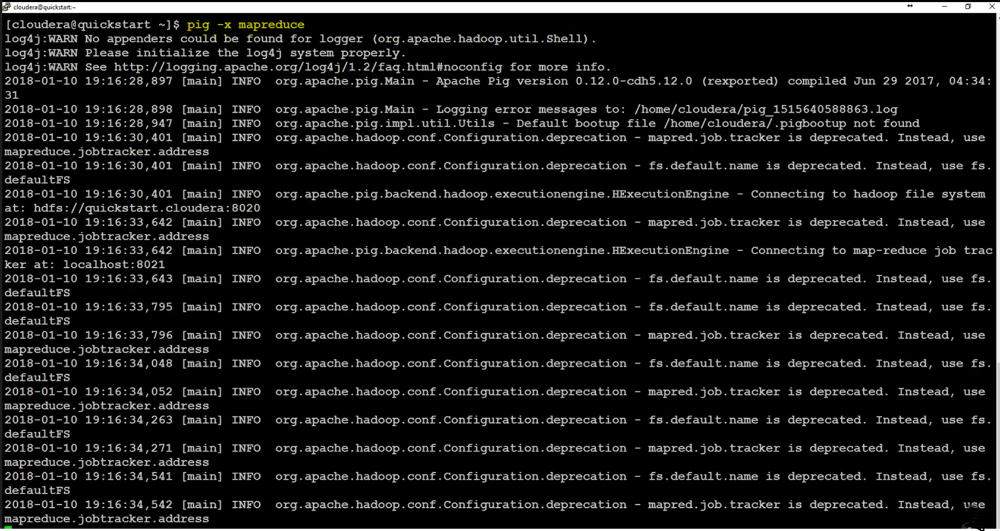 cloudera@quickstart:~
[cloudera@quickstart ~]$ pig -x mapreduce
log4j:WARN No appenders could be found for logger (org.apache.hadoop.util.Shell).
log4j:WARN Please initialize the log4j system properly.
log4j:WARN See http://logging.apache.org/log4j/1.2/faq.html#noconfig for more info.
2018-01-10 19:16:28,897 [main] INFO  org.apache.pig.Main - Apache Pig version 0.12.0-cdh5.12.0 (rexported) compiled Jun 29 2017, 04:34:
31
2018-01-10 19:16:28,898 [main] INFO  org.apache.pig.Main - Logging error messages to: /home/cloudera/pig_1515640588863.log
2018-01-10 19:16:28,947 [main] INFO  org.apache.pig.impl.util.Utils - Default bootup file /home/cloudera/.pigbootup not found
2018-01-10 19:16:30,401 [main] INFO  org.apache.hadoop.conf.Configuration.deprecation - mapred.job.tracker is deprecated. Instead, use
mapreduce.jobtracker.address
2018-01-10 19:16:30,401 [main] INFO  org.apache.hadoop.conf.Configuration.deprecation - fs.default.name is deprecated. Instead, use fs.
defaultFS
2018-01-10 19:16:30,401 [main] INFO  org.apache.pig.backend.hadoop.executionengine.HExecutionEngine - Connecting to hadoop file system
at: hdfs://quickstart.cloudera:8020
2018-01-10 19:16:33,642 [main] INFO  org.apache.hadoop.conf.Configuration.deprecation - mapred.job.tracker is deprecated. Instead, use
mapreduce.jobtracker.address
2018-01-10 19:16:33,642 [main] INFO  org.apache.pig.backend.hadoop.executionengine.HExecutionEngine - Connecting to map-reduce job trac
ker at: localhost:8021
2018-01-10 19:16:33,643 [main] INFO  org.apache.hadoop.conf.Configuration.deprecation - fs.default.name is deprecated. Instead, use fs.
defaultFS
2018-01-10 19:16:33,795 [main] INFO  org.apache.hadoop.conf.Configuration.deprecation - fs.default.name is deprecated. Instead, use fs.
defaultFS
2018-01-10 19:16:33,796 [main] INFO  org.apache.hadoop.conf.Configuration.deprecation - mapred.job.tracker is deprecated. Instead, use
mapreduce.jobtracker.address
2018-01-10 19:16:34,048 [main] INFO  org.apache.hadoop.conf.Configuration.deprecation - fs.default.name is deprecated. Instead, use fs.
defaultFS
2018-01-10 19:16:34,052 [main] INFO  org.apache.hadoop.conf.Configuration.deprecation - mapred.job.tracker is deprecated. Instead, use
mapreduce.jobtracker.address
2018-01-10 19:16:34,263 [main] INFO  org.apache.hadoop.conf.Configuration.deprecation - fs.default.name is deprecated. Instead, use fs.
defaultFS
2018-01-10 19:16:34,271 [main] INFO  org.apache.hadoop.conf.Configuration.deprecation - mapred.job.tracker is deprecated. Instead, use
mapreduce.jobtracker.address
2018-01-10 19:16:34,541 [main] INFO  org.apache.hadoop.conf.Configuration.deprecation - fs.default.name is deprecated. Instead, use fs.
defaultFS
2018-01-10 19:16:34,542 [main] INFO  org.apache.hadoop.conf.Configuration.deprecation - mapred.job.tracker is deprecated. Instead, use
mapreduce.jobtracker.address